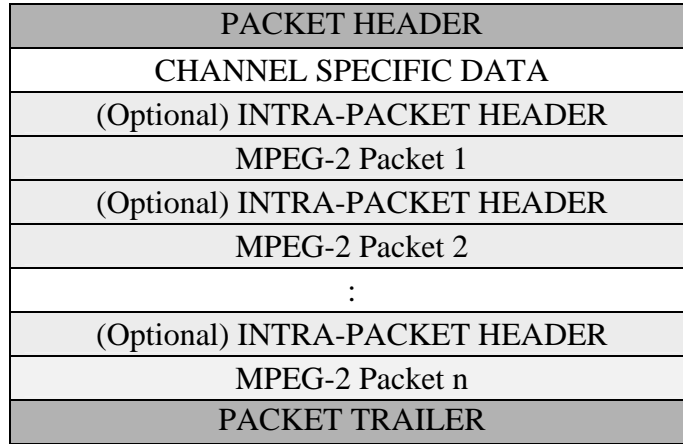 PACKET HEADER
CHANNEL SPECIFIC DATA
(Optional) INTRA-PACKET HEADER
MPEG-2 Packet 1
(Optional) INTRA-PACKET HEADER
MPEG-2 Packet 2
:
(Optional) INTRA-PACKET HEADER
MPEG-2 Packet n
PACKET TRAILER